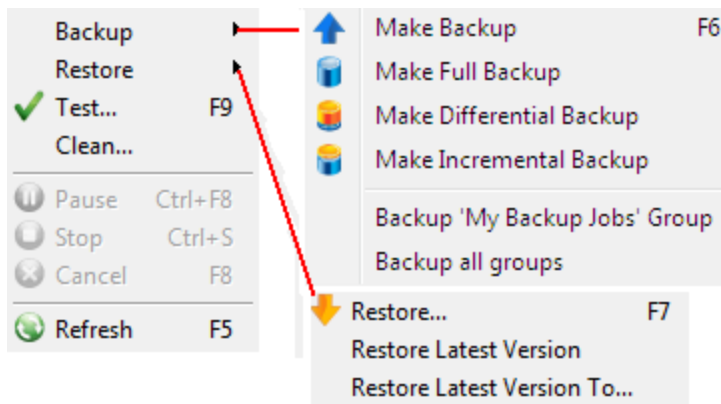 Backup
Restore
Test... F9
Clean...
Pause Ctrl+F8
Stop Ctrl+S
Cancel F8
Refresh F5
Make Backup F6
Make Full Backup
Make Differential Backup
Make Incremental Backup
Backup 'My Backup Jobs' Group
Backup all groups
Restore... F7
Restore Latest Version
Restore Latest Version To...